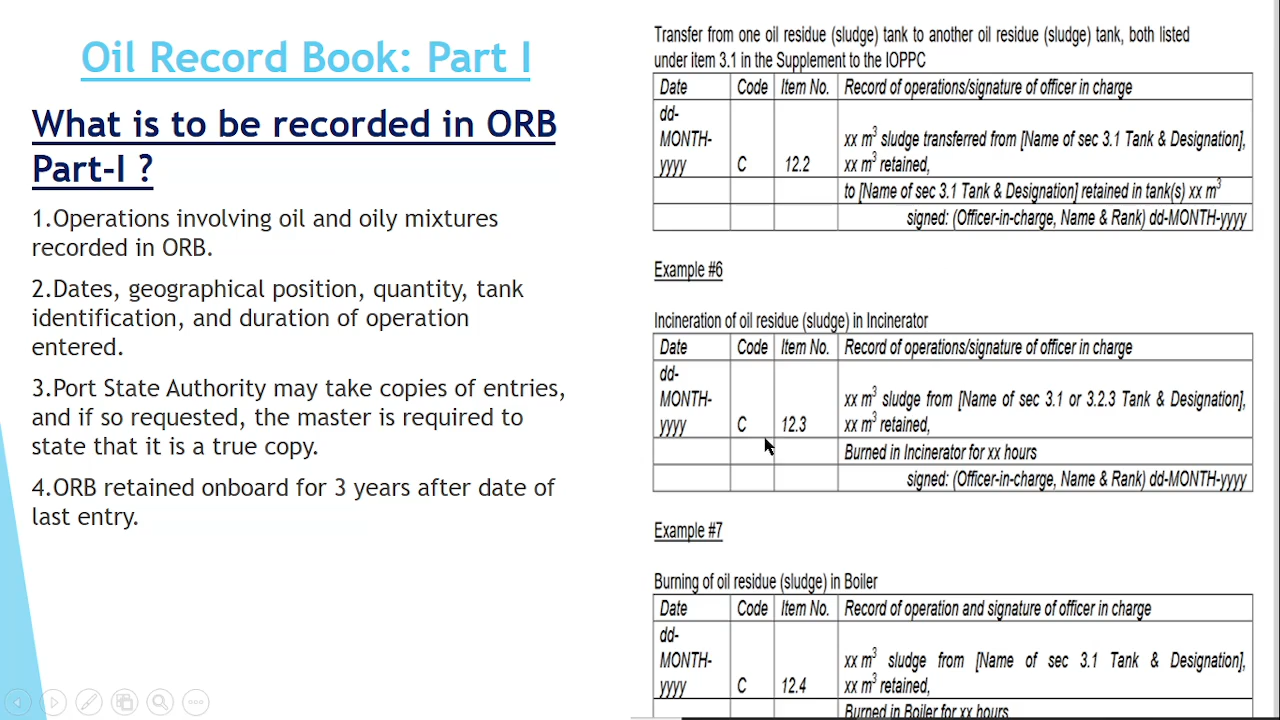 Oil Record Book: Part I
What is to be recorded in ORB
Part-I ?
1.Operations involving oil and oily mixtures
recorded in ORB.
2.Dates, geographical position, quantity, tank
identification, and duration of operation
entered.
3.Port State Authority may take copies of entries,
and if so requested, the master is required to
state that it is a true copy.
4.ORB retained onboard for 3 years after date of
last entry.
Transfer from one oil residue (sludge) tank to another oil residue (sludge) tank, both listed
under item 3.1 in the Supplement to the IOPPC
Date Code Item No. Record of operations/signature of officer in charge
dd-
MONTH- xx m³ sludge transferred from [Name of sec 3.1 Tank & Designation],
yyyy C 12.2 xx m³ retained,
to [Name of sec 3.1 Tank & Designation] retained in tank(s) xx m³
signed: (Officer-in-charge, Name & Rank) dd-MONTH-yyyy
Example #6
Incineration of oil residue (sludge) in Incinerator
Date Code Item No. Record of operations/signature of officer in charge
dd-
MONTH- xx m³ sludge from [Name of sec 3.1 or 3.2.3 Tank & Designation],
yyyy C 12.3 xx m³ retained,
Burned in Incinerator for xx hours
signed: (Officer-in-charge, Name & Rank) dd-MONTH-yyyy
Example #7
Burning of oil residue (sludge) in Boiler
Date Code Item No. Record of operation and signature of officer in charge
dd-
MONTH- xx m³ sludge from [Name of sec 3.1 Tank & Designation],
yyyy C 12.4 xx m³ retained,
Burned in Boiler for xx hours